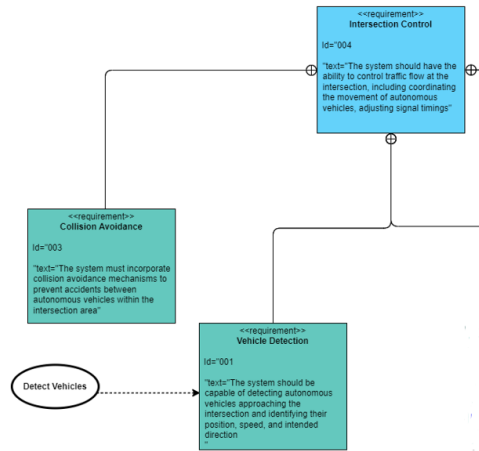 <<requirement>>
Intersection Control
Id="004
"text="The system should have the
ability to control traffic flow at the
intersection, including coordinating
the movement of autonomous
vehicles, adjusting signal timings"
<<requirement>>
Collision Avoidance
Id="003
"text="The system must incorporate
collision avoidance mechanisms to
prevent accidents between
autonomous vehicles within the
intersection area"
<<requirement>>
Vehicle Detection
Id="001
"text="The system should be
capable of detecting autonomous
vehicles approaching the
intersection and identifying their
position, speed, and intended
direction
"
Detect Vehicles